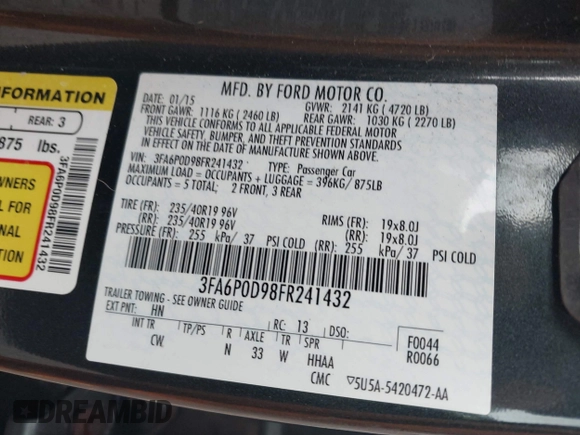 NFORMATION
REAR: 3
875 lbs.
WNERS
L FOR
ONAL
TION
3FA6P0D98FR241432
MFD. BY FORD MOTOR CO.
DATE: 01/15
GVWR: 2141 KG ( 4720 LB)
FRONT GAWR: 1116 KG ( 2460 LB)
REAR GAWR: 1030 KG ( 2270 LB)
THIS VEHICLE CONFORMS TO ALL APPLICABLE FEDERAL MOTOR
VEHICLE SAFETY, BUMPER, AND THEFT PREVENTION STANDARDS
IN EFFECT ON THE DATE OF MANUFACTURE SHOWN ABOVE.
VIN: 3FA6P0D98FR241432 TYPE: Passenger Car
MAXIMUM LOAD = OCCUPANTS + LUGGAGE = 396KG/875LB
OCCUPANTS = 5 TOTAL; 2 FRONT, 3 REAR
TIRE (FR): 235/40R19 96V RIMS (FR): 19x8.0J
(RR): 235/40R19 96V (RR): 19x8.0J
PRESSURE (FR): 255 kPa/ 37 PSI COLD (RR): 255 kPa/ 37 PSI COLD
3FA6P0D98FR241432
TRAILER TOWING - SEE OWNER GUIDE
EXT PNT: HN RC: 13 DSO: F0044
INT TR TP/PS R AXLE TR SPR R0066
CW N 33 W HHAA
CMC ▽5U5A-5420472-AA
DREAMBID